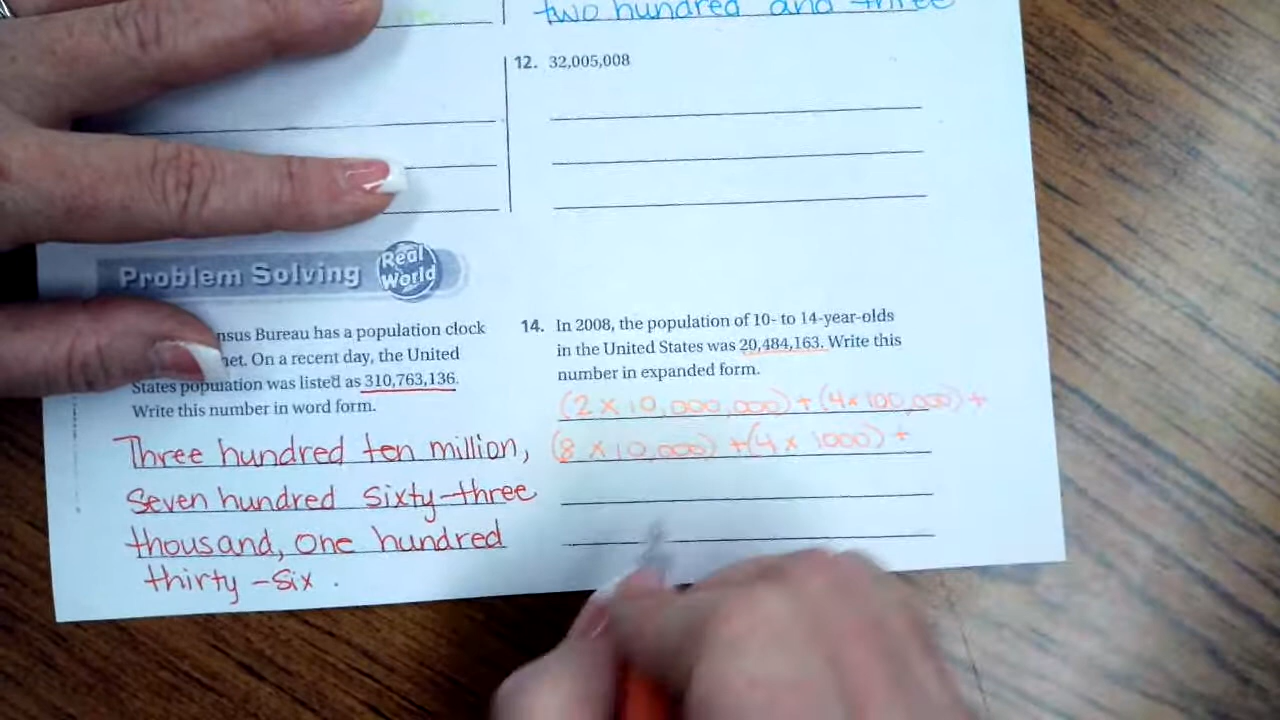 two hundred and three
12. 32,005,008
Problem Solving Real World
nsus Bureau has a population clock
net. On a recent day, the United
States population was listed as 310,763,136.
Write this number in word form.
Three hundred ten million,
Seven hundred sixty-three
thousand, one hundred
thirty-six.
14. In 2008, the population of 10- to 14-year-olds
in the United States was 20,484,163. Write this
number in expanded form.
(2 x 10,000,000) + (4 x 100,000) +
(8 x 10,000) + (4 x 1000) +